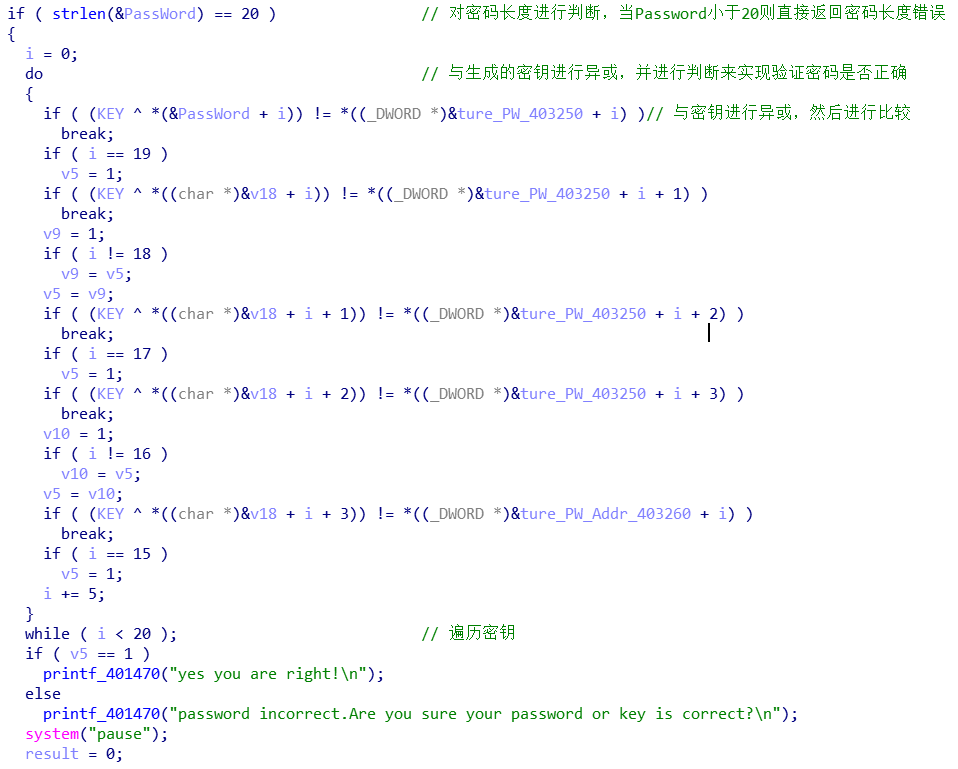 if ( strlen(&PassWord) == 20 ) // 对密码长度进行判断，当Password小于20则直接返回密码长度错误
{
i = 0;
do // 与生成的密钥进行异或，并进行判断来实现验证密码是否正确
{
if ( (KEY ^ *(&PassWord + i)) != *((_DWORD *)&ture_PW_403250 + i) )// 与密钥进行异或，然后进行比较
break;
if ( i == 19 )
v5 = 1;
if ( (KEY ^ *((char *)&v18 + i)) != *((_DWORD *)&ture_PW_403250 + i + 1) )
break;
v9 = 1;
if ( i != 18 )
v9 = v5;
v5 = v9;
if ( (KEY ^ *((char *)&v18 + i + 1)) != *((_DWORD *)&ture_PW_403250 + i + 2) )
break;
if ( i == 17 )
v5 = 1;
if ( (KEY ^ *((char *)&v18 + i + 2)) != *((_DWORD *)&ture_PW_403250 + i + 3) )
break;
v10 = 1;
if ( i != 16 )
v10 = v5;
v5 = v10;
if ( (KEY ^ *((char *)&v18 + i + 3)) != *((_DWORD *)&ture_PW_Addr_403260 + i) )
break;
if ( i == 15 )
v5 = 1;
i += 5;
}
while ( i < 20 ); // 遍历密钥
if ( v5 == 1 )
printf_401470("yes you are right!\n");
else
printf_401470("password incorrect.Are you sure your password or key is correct?\n");
system("pause");
result = 0;